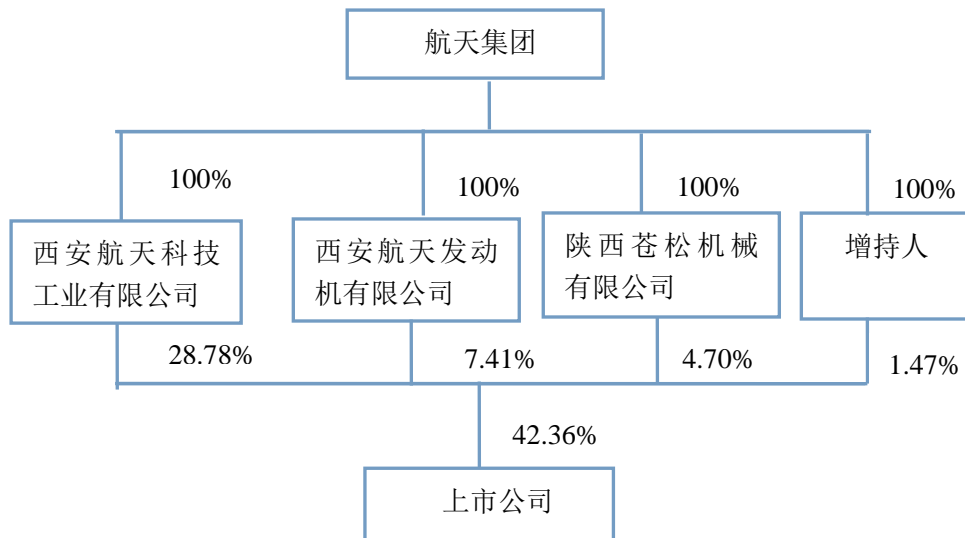 航天集团
100%
100%
100%
100%
西安航天科技
工业有限公司
西安航天发动
机有限公司
陕西苍松机械
有限公司
增持人
28.78%
7.41%
4.70%
1.47%
42.36%
上市公司